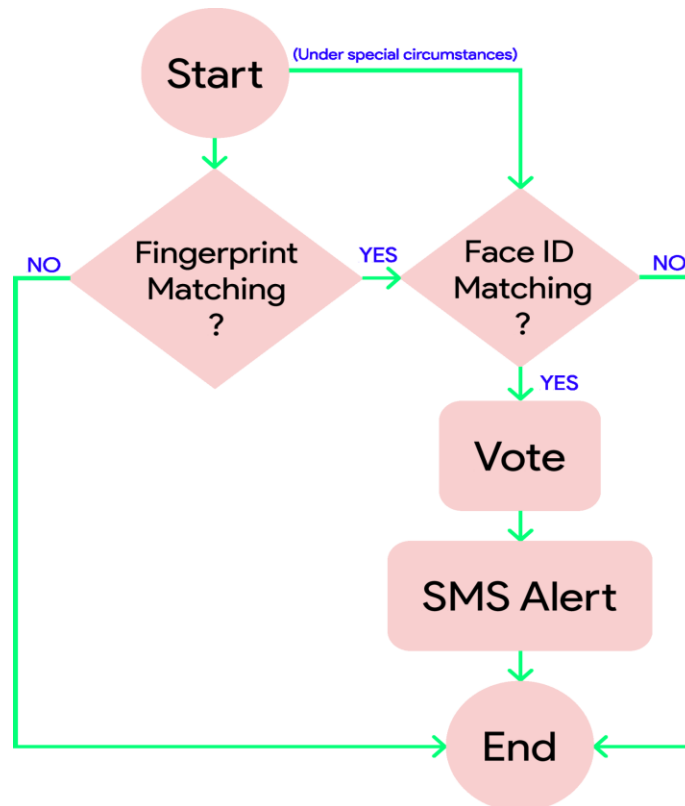 Start
(Under special circumstances)
Fingerprint
Matching
?
NO
YES
Face ID
Matching
?
NO
YES
Vote
SMS Alert
End